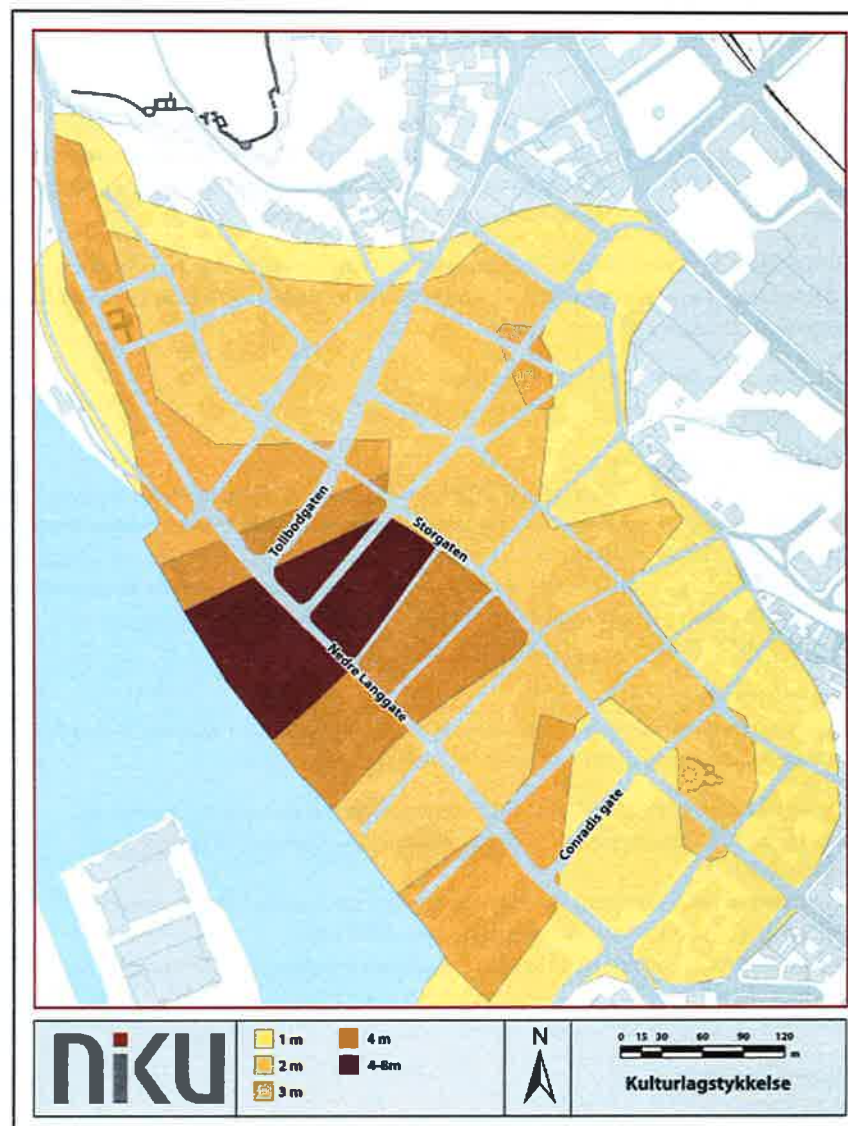 Tollbodgaten
Storgaten
Nedre Langgate
Conradis gate
niku
1 m
2 m
3 m
4 m
4-8m
N
0 15 30 60 90 120
m
Kulturlagstykkelse